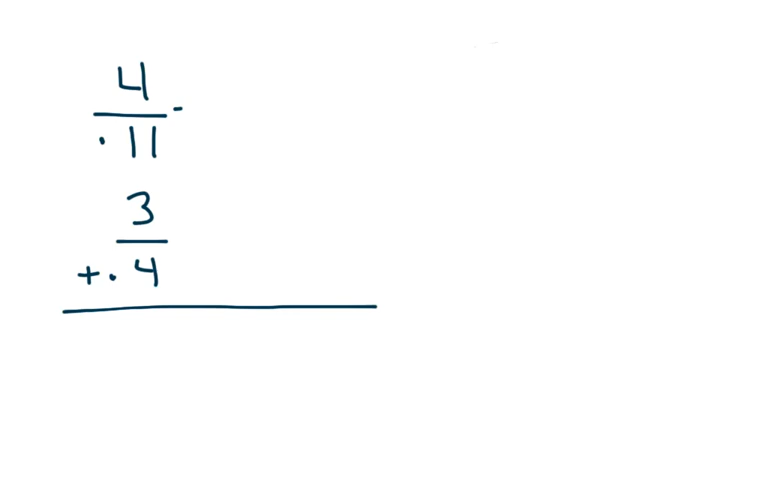 4
-
. 11
3
+ . 4